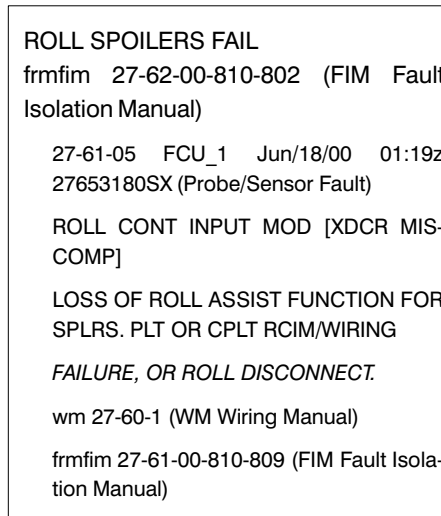 ROLL SPOILERS FAIL
frmfim 27-62-00-810-802 (FIM Fault
Isolation Manual)
27-61-05 FCU_1 Jun/18/00 01:19z
27653180SX (Probe/Sensor Fault)
ROLL CONT INPUT MOD [XDCR MIS-
COMP]
LOSS OF ROLL ASSIST FUNCTION FOR
SPLRS. PLT OR CPLT RCIM/WIRING
FAILURE, OR ROLL DISCONNECT.
wm 27-60-1 (WM Wiring Manual)
frmfim 27-61-00-810-809 (FIM Fault Isola-
tion Manual)